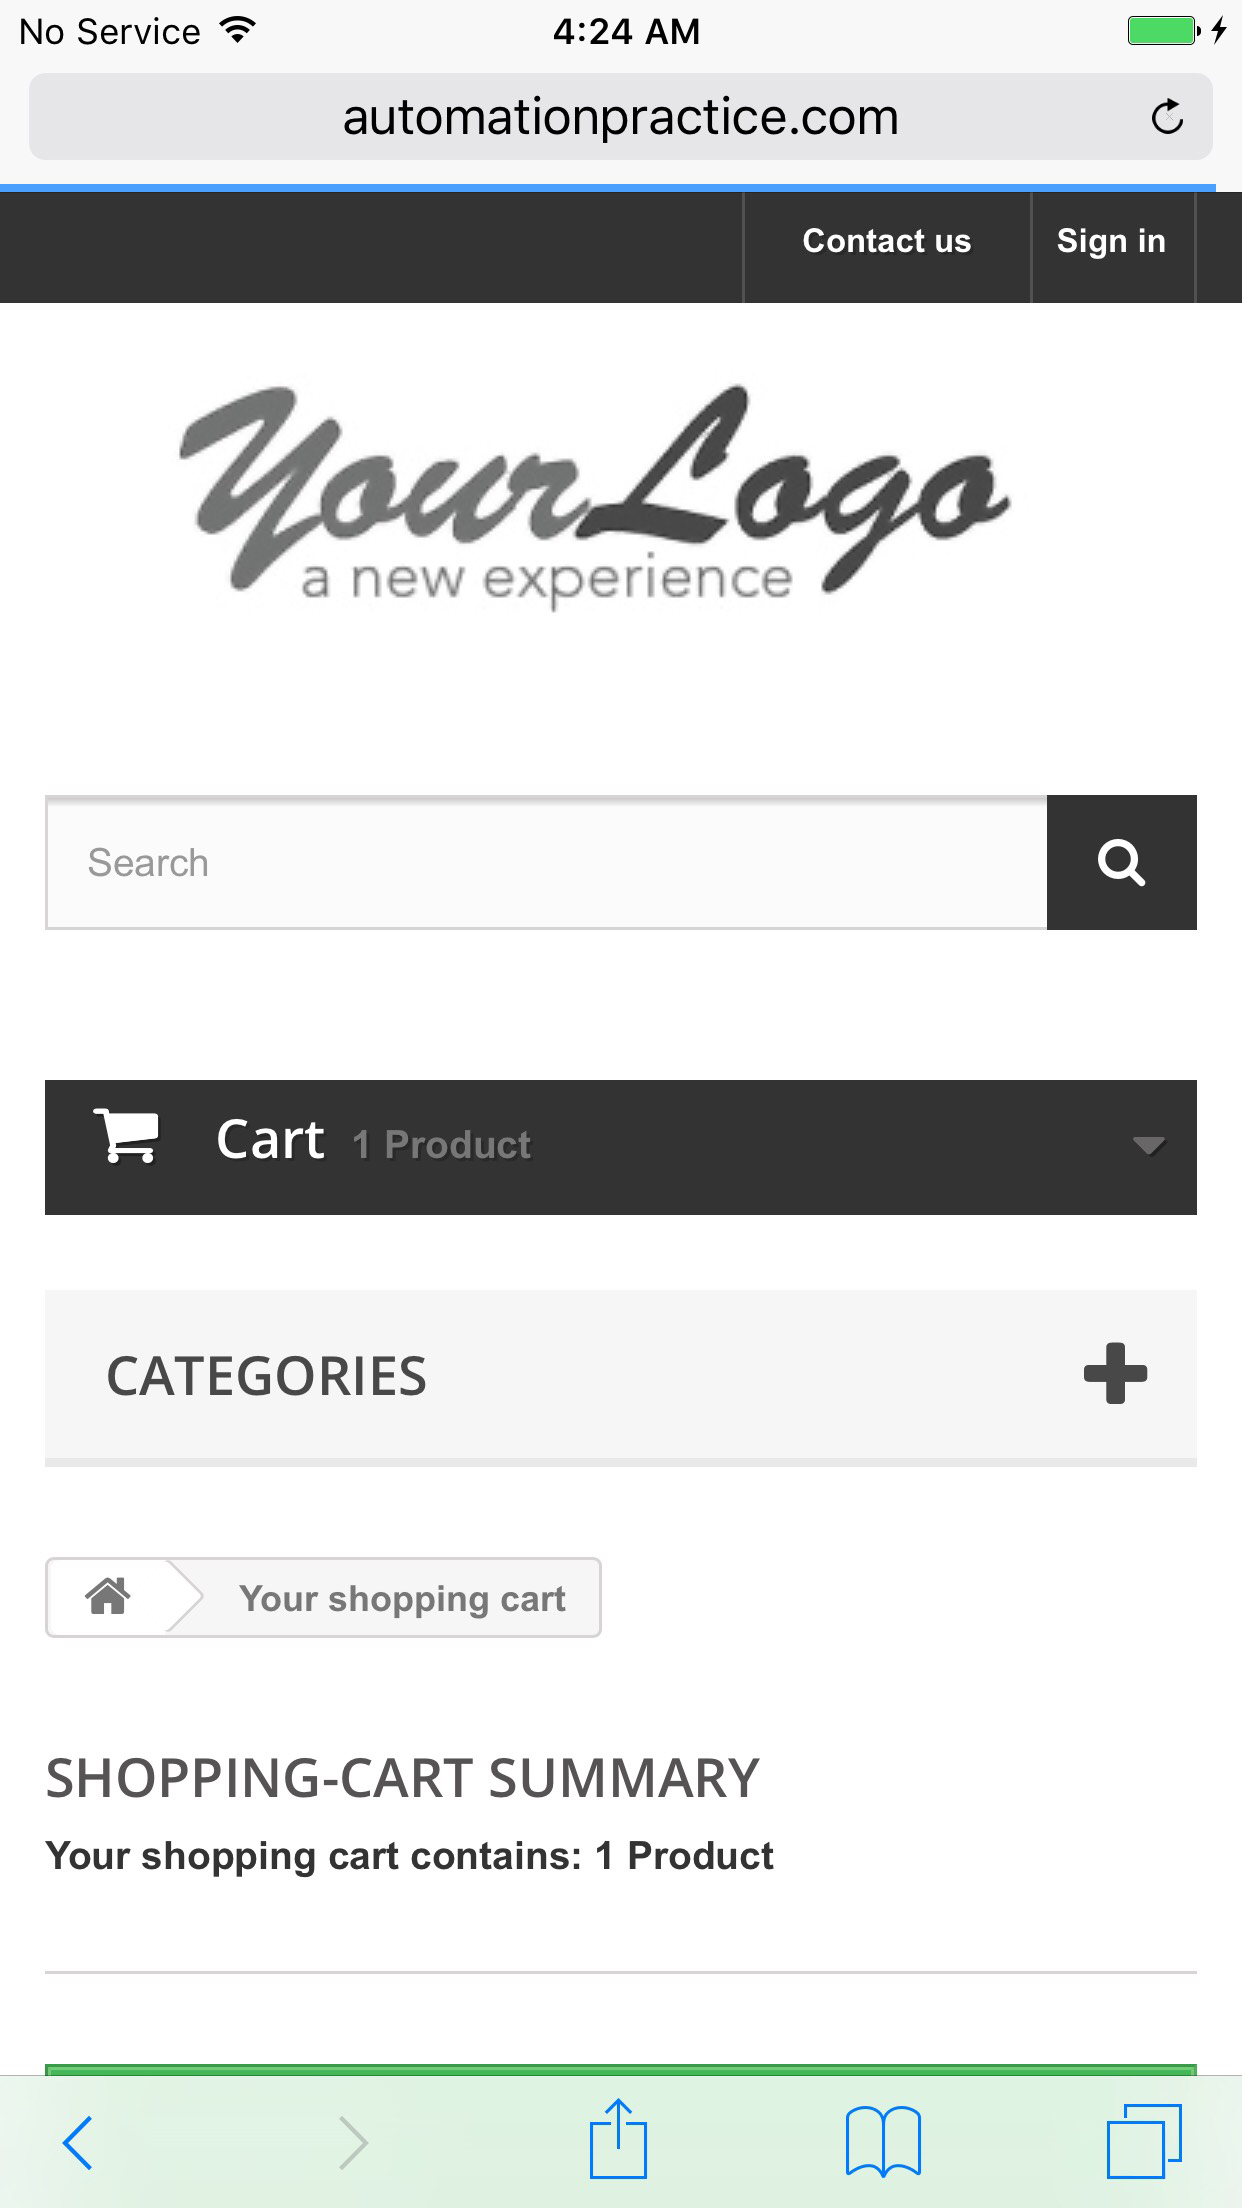 No Service
4:24 AM
automationpractice.com
Contact us
Sign in
YourLogo
a new experience
Search
Cart 1 Product
CATEGORIES
Your shopping cart
SHOPPING-CART SUMMARY
Your shopping cart contains: 1 Product